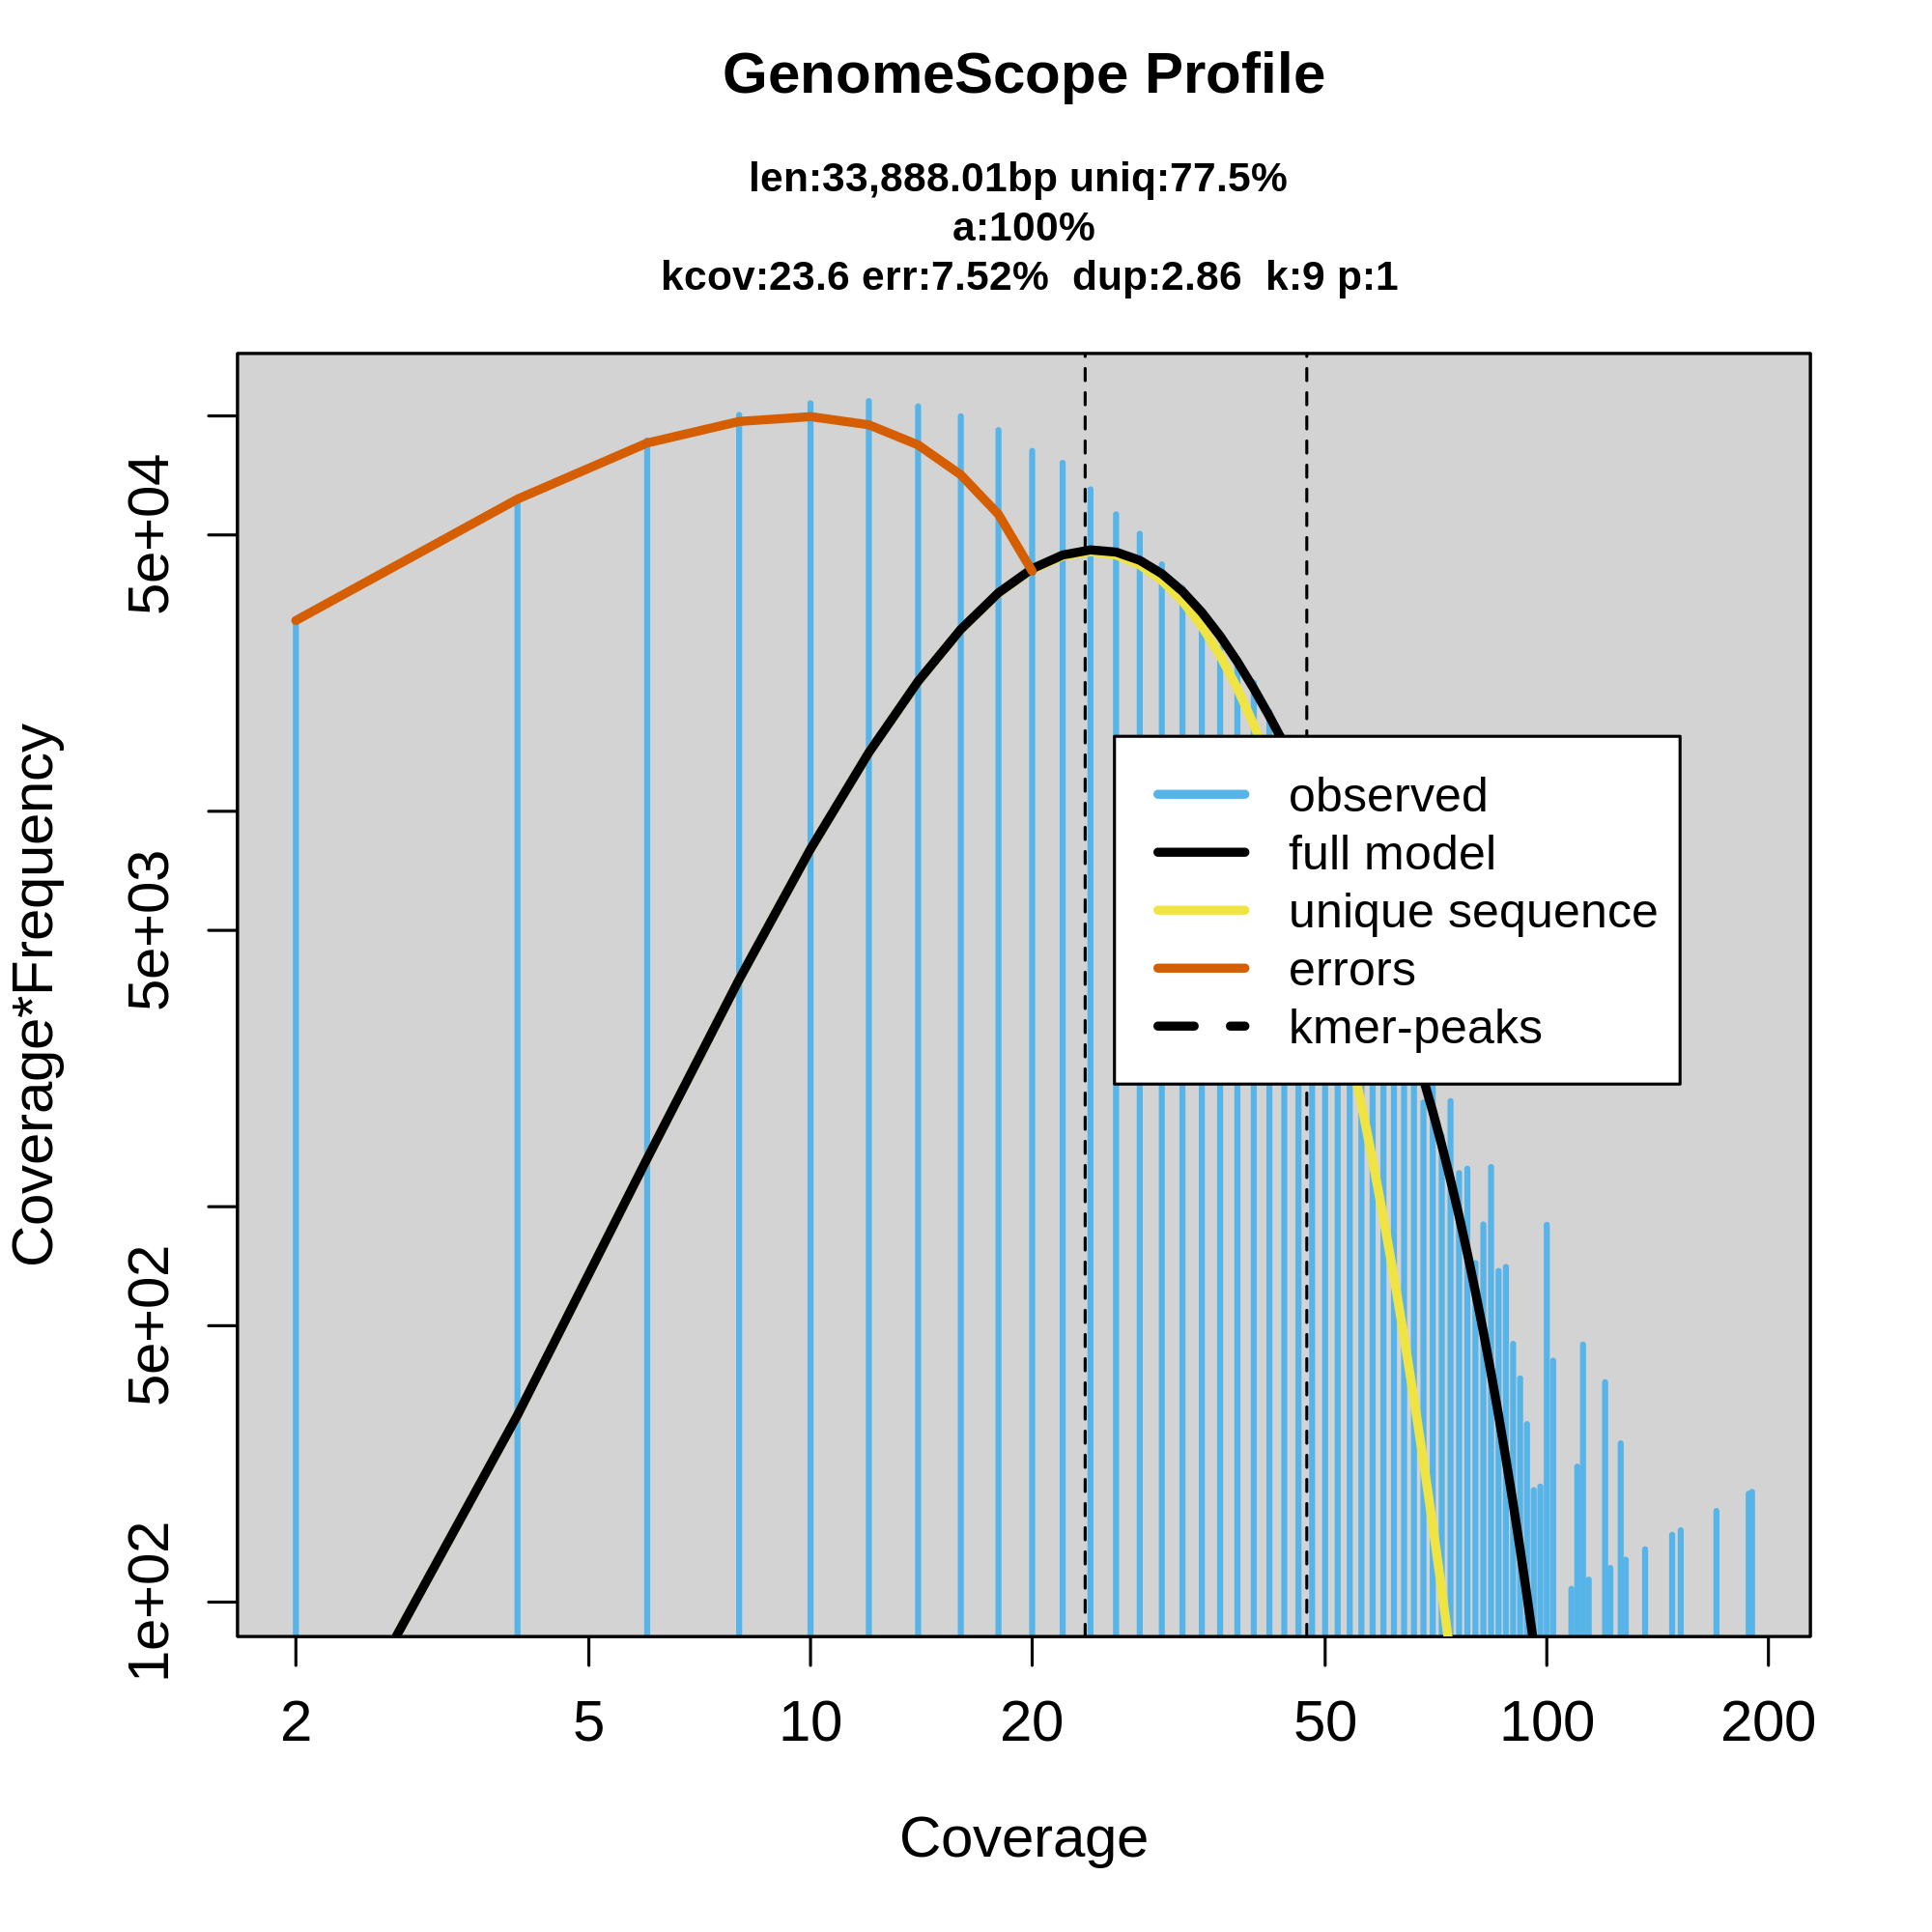 GenomeScope Profile
len:33,888.01bp uniq:77.5%
a:100%
kcov:23.6 err:7.52%  dup:2.86  k:9 p:1
Coverage*Frequency
5e+04
5e+03
5e+02
1e+02
observed
full model
unique sequence
errors
kmer-peaks
2 5 10 20 50 100 200
Coverage